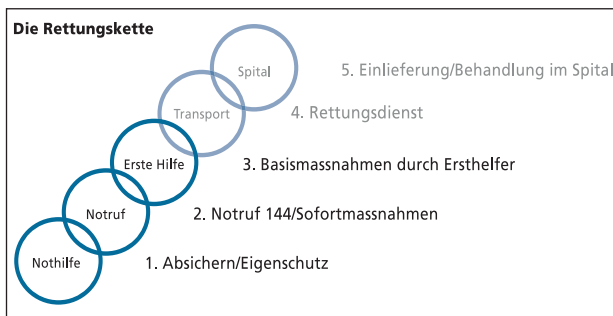 Die Rettungskette
Spital
5. Einlieferung/Behandlung im Spital
Transport
4. Rettungsdienst
Erste Hilfe
3. Basismassnahmen durch Ersthelfer
Notruf
2. Notruf 144/Sofortmassnahmen
Nothilfe
1. Absichern/Eigenschutz